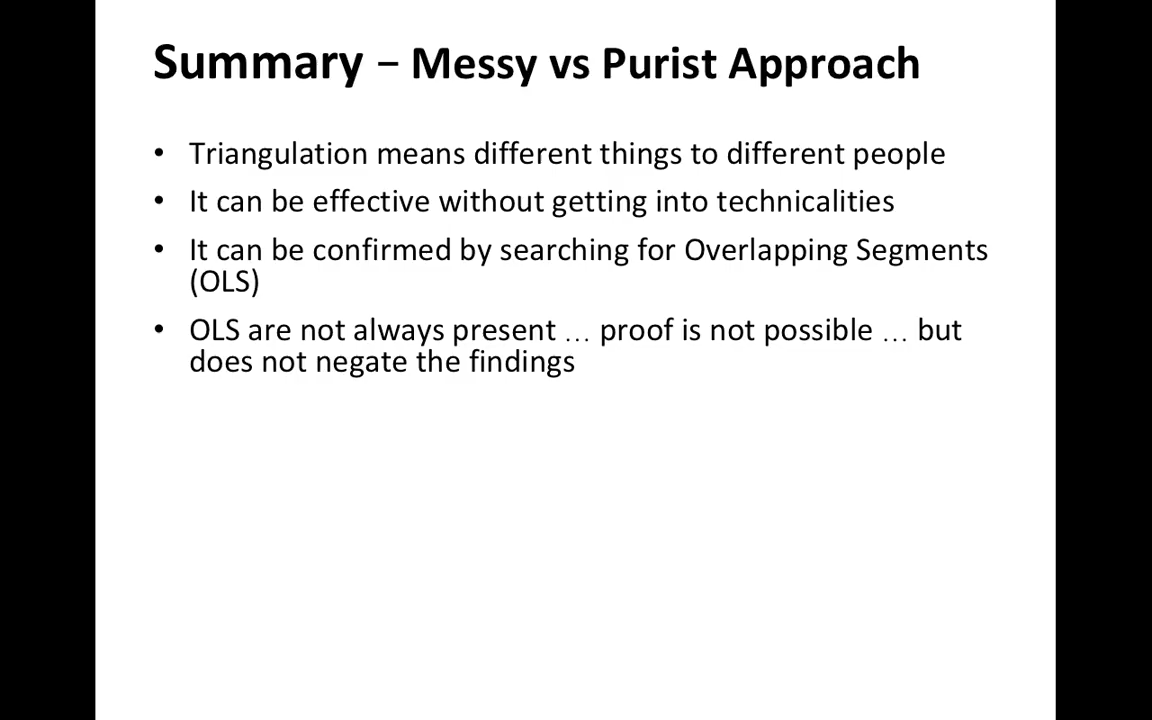 Summary – Messy vs Purist Approach
• Triangulation means different things to different people
• It can be effective without getting into technicalities
• It can be confirmed by searching for Overlapping Segments
(OLS)
• OLS are not always present … proof is not possible … but
does not negate the findings